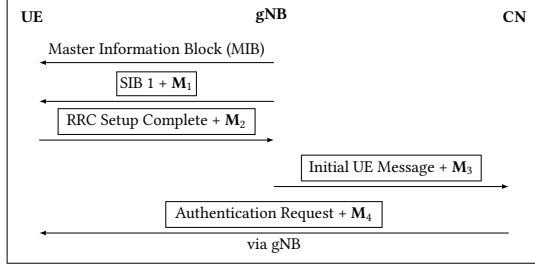 UE gNB CN
Master Information Block (MIB)
SIB 1 + M₁
RRC Setup Complete + M₂
Initial UE Message + M₃
Authentication Request + M₄
via gNB